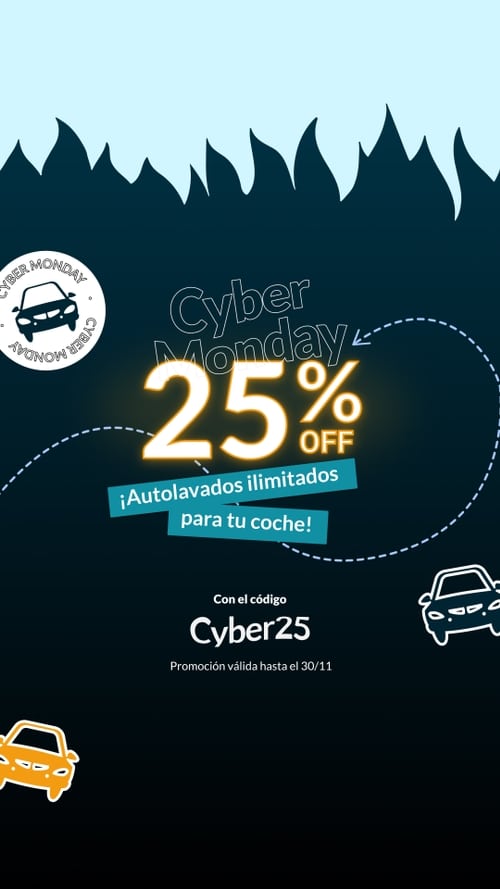 CYBER MONDAY
CYBER MONDAY
Cyber
Monday
25%
OFF
¡Autolavados ilimitados
para tu coche!
Con el código
Cyber25
Promoción válida hasta el 30/11